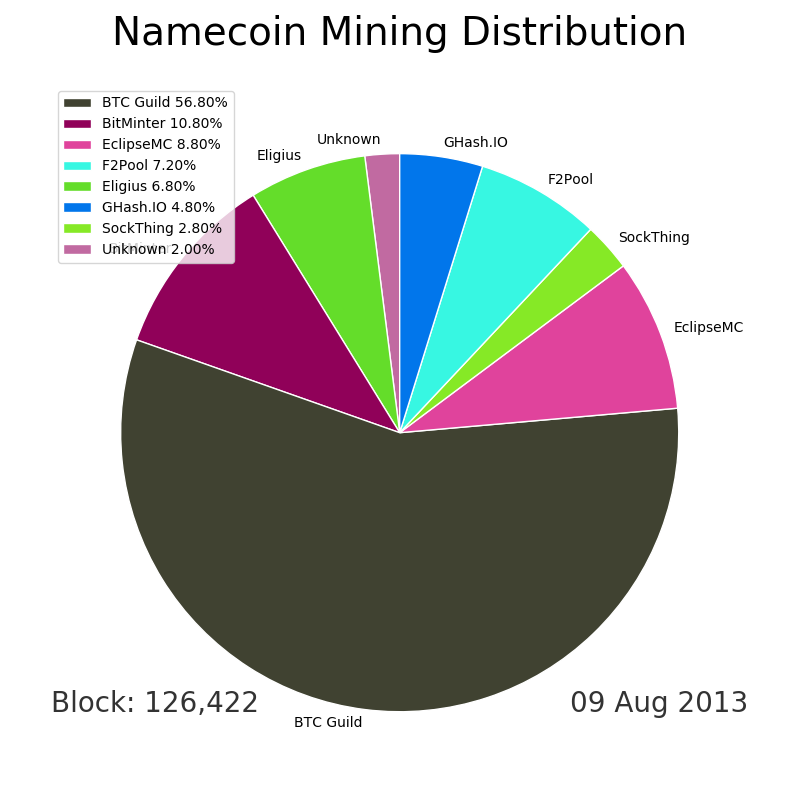 Namecoin Mining Distribution
BTC Guild 56.80%
BitMinter 10.80%
EclipseMC 8.80%
F2Pool 7.20%
Eligius 6.80%
GHash.IO 4.80%
SockThing 2.80%
Unknown 2.00%
Unknown
GHash.IO
Eligius
F2Pool
SockThing
EclipseMC
Block: 126,422
09 Aug 2013
BTC Guild